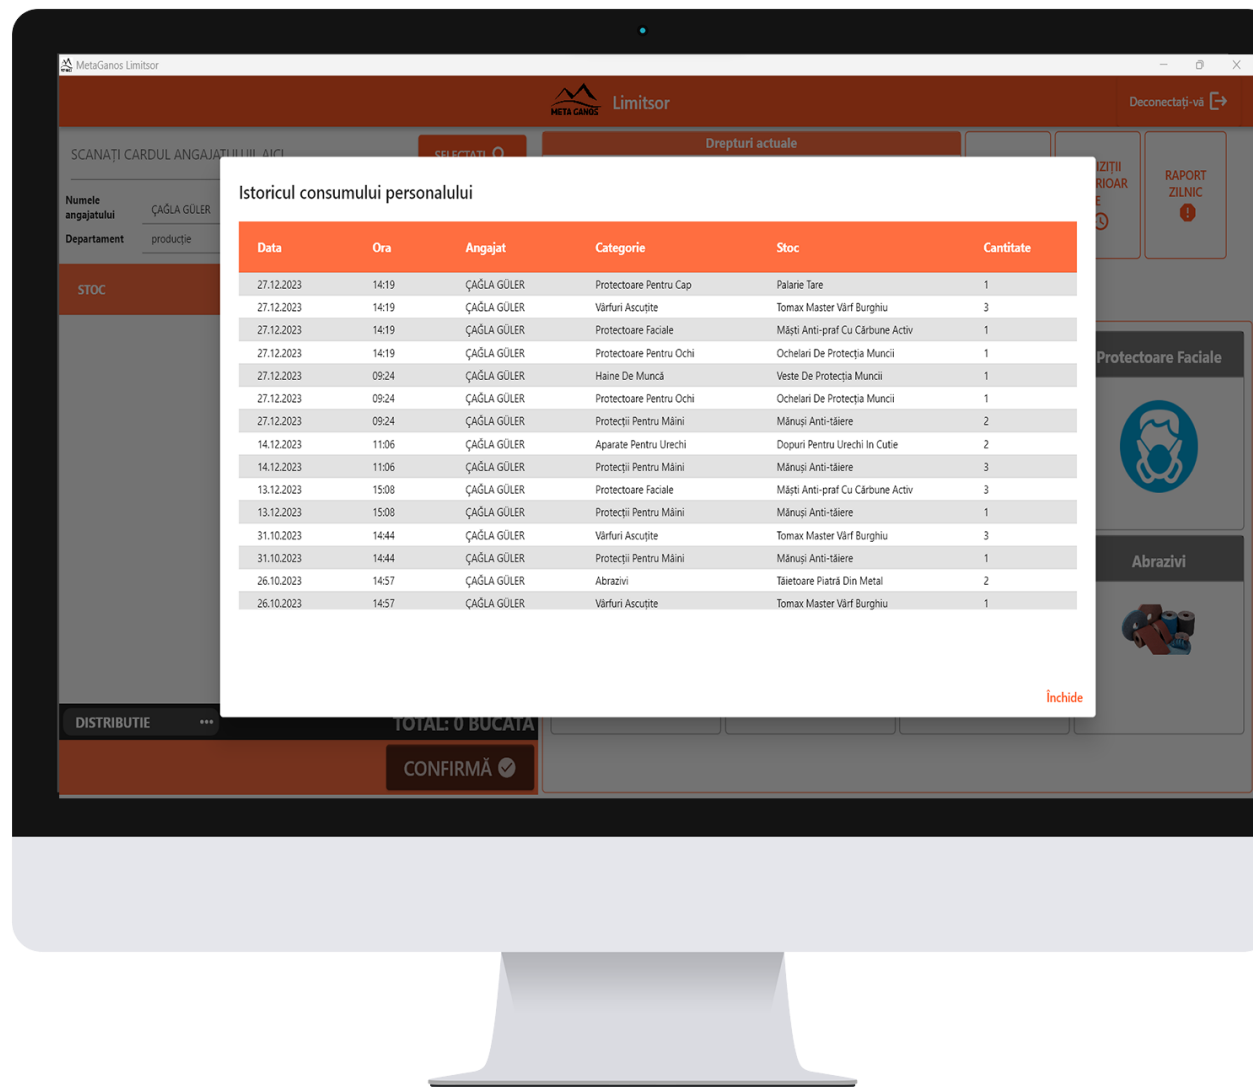 MetaGanos Limitsor
META GANOS
Limitsor
Deconectați-vă
SCANAȚI CARDUL ANGAJATULUI AICI
SELECTAȚI
Drepturi actuale
RAPORT
ZILNIC
Numele
angajatului
ÇAĞLA GÜLER
Departament
producție
STOC
Istoricul consumului personalului
Data Ora Angajat Categorie Stoc Cantitate
27.12.2023 14:19 ÇAĞLA GÜLER Protectoare Pentru Cap Palarie Tare 1
27.12.2023 14:19 ÇAĞLA GÜLER Vârfuri Ascuțite Tomax Master Vârf Burghiu 3
27.12.2023 14:19 ÇAĞLA GÜLER Protectoare Faciale Măști Anti-praf Cu Cărbune Activ 1
27.12.2023 14:19 ÇAĞLA GÜLER Protectoare Pentru Ochi Ochelari De Protecția Muncii 1
27.12.2023 09:24 ÇAĞLA GÜLER Haine De Muncă Veste De Protecția Muncii 1
27.12.2023 09:24 ÇAĞLA GÜLER Protectoare Pentru Ochi Ochelari De Protecția Muncii 1
27.12.2023 09:24 ÇAĞLA GÜLER Protecții Pentru Mâini Mănuși Anti-tăiere 2
14.12.2023 11:06 ÇAĞLA GÜLER Aparate Pentru Urechi Dopuri Pentru Urechi In Cutie 2
14.12.2023 11:06 ÇAĞLA GÜLER Protecții Pentru Mâini Mănuși Anti-tăiere 3
13.12.2023 15:08 ÇAĞLA GÜLER Protectoare Faciale Măști Anti-praf Cu Cărbune Activ 3
13.12.2023 15:08 ÇAĞLA GÜLER Protecții Pentru Mâini Mănuși Anti-tăiere 1
31.10.2023 14:44 ÇAĞLA GÜLER Vârfuri Ascuțite Tomax Master Vârf Burghiu 3
31.10.2023 14:44 ÇAĞLA GÜLER Protecții Pentru Mâini Mănuși Anti-tăiere 1
26.10.2023 14:57 ÇAĞLA GÜLER Abrazivi Tăietoare Piatră Din Metal 2
26.10.2023 14:57 ÇAĞLA GÜLER Vârfuri Ascuțite Tomax Master Vârf Burghiu 1
Închide
Protectoare Faciale
Abrazivi
DISTRIBUTIE
TOTAL: 0 BUCATA
CONFIRMĂ